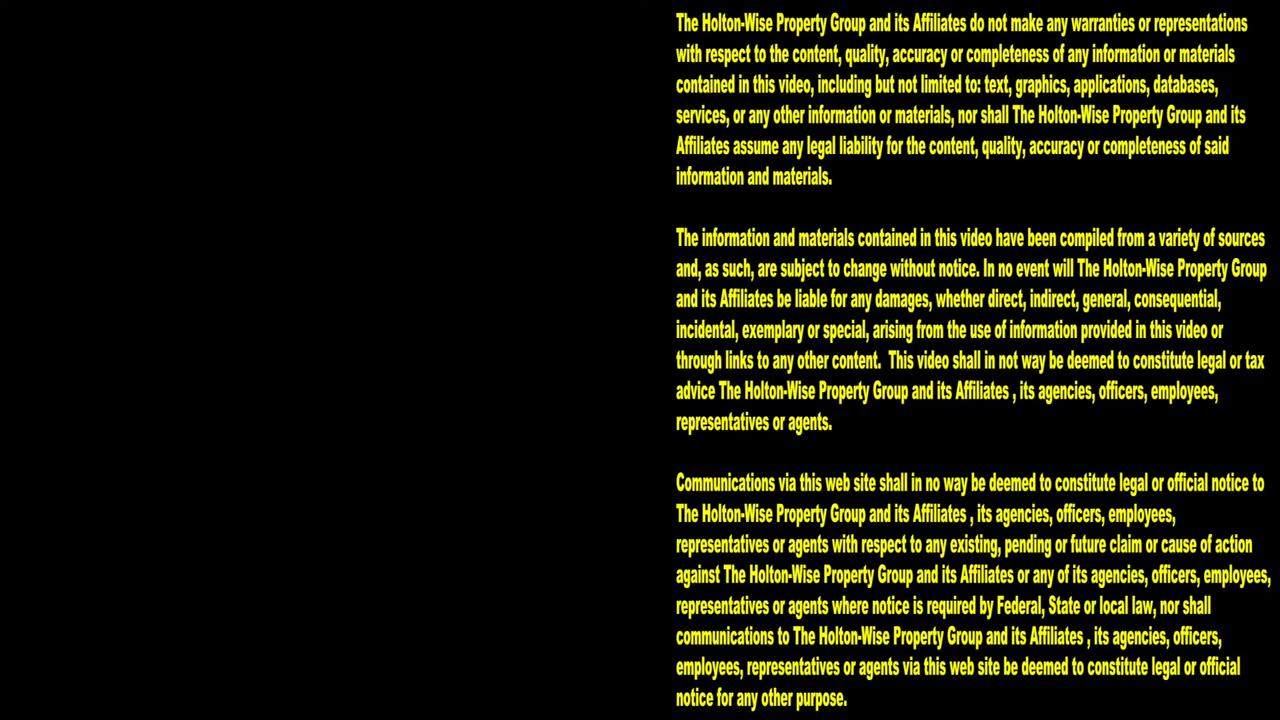 The Holton-Wise Property Group and its Affiliates do not make any warranties or representations
with respect to the content, quality, accuracy or completeness of any information or materials
contained in this video, including but not limited to: text, graphics, applications, databases,
services, or any other information or materials, nor shall The Holton-Wise Property Group and its
Affiliates assume any legal liability for the content, quality, accuracy or completeness of said
information and materials.
The information and materials contained in this video have been compiled from a variety of sources
and, as such, are subject to change without notice. In no event will The Holton-Wise Property Group
and its Affiliates be liable for any damages, whether direct, indirect, general, consequential,
incidental, exemplary or special, arising from the use of information provided in this video or
through links to any other content.  This video shall in not way be deemed to constitute legal or tax
advice The Holton-Wise Property Group and its Affiliates , its agencies, officers, employees,
representatives or agents.
Communications via this web site shall in no way be deemed to constitute legal or official notice to
The Holton-Wise Property Group and its Affiliates , its agencies, officers, employees,
representatives or agents with respect to any existing, pending or future claim or cause of action
against The Holton-Wise Property Group and its Affiliates or any of its agencies, officers, employees,
representatives or agents where notice is required by Federal, State or local law, nor shall
communications to The Holton-Wise Property Group and its Affiliates , its agencies, officers,
employees, representatives or agents via this web site be deemed to constitute legal or official
notice for any other purpose.